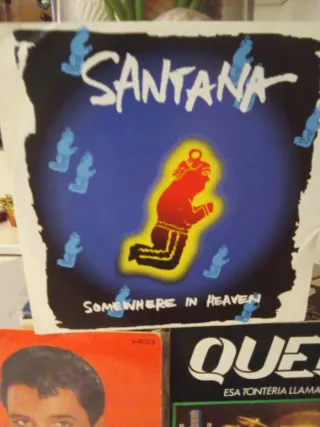 SANTANA
SOMEWHERE IN HEAVEN
QUE
ESA TONTERIA LLAMA